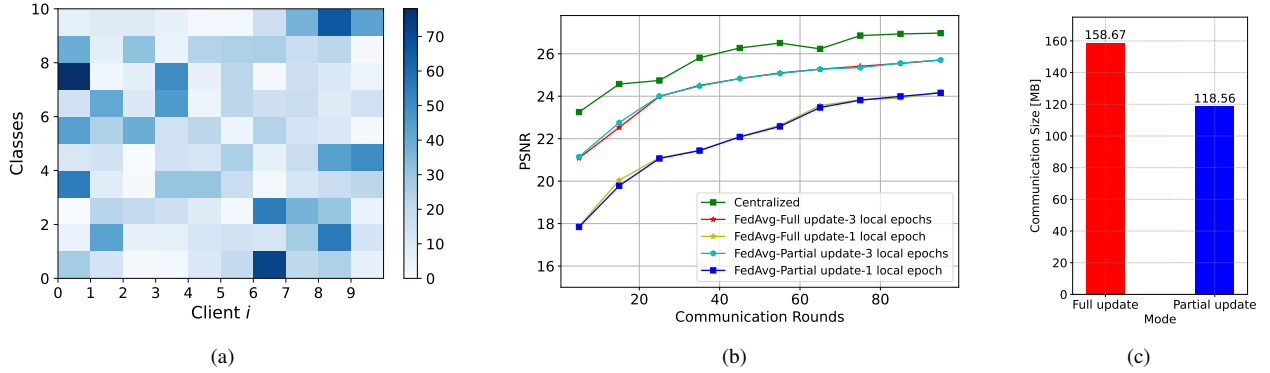 10
8
6
4
2
0
Classes
0 1 2 3 4 5 6 7 8 9
Client i
70
60
50
40
30
20
10
0
(a)
26
24
22
20
18
16
PSNR
Centralized
FedAvg-Full update-3 local epochs
FedAvg-Full update-1 local epoch
FedAvg-Partial update-3 local epochs
FedAvg-Partial update-1 local epoch
20 40 60 80
Communication Rounds
(b)
160
140
120
100
80
60
40
20
0
Communication Size [MB]
158.67
118.56
Full update Partial update
Mode
(c)